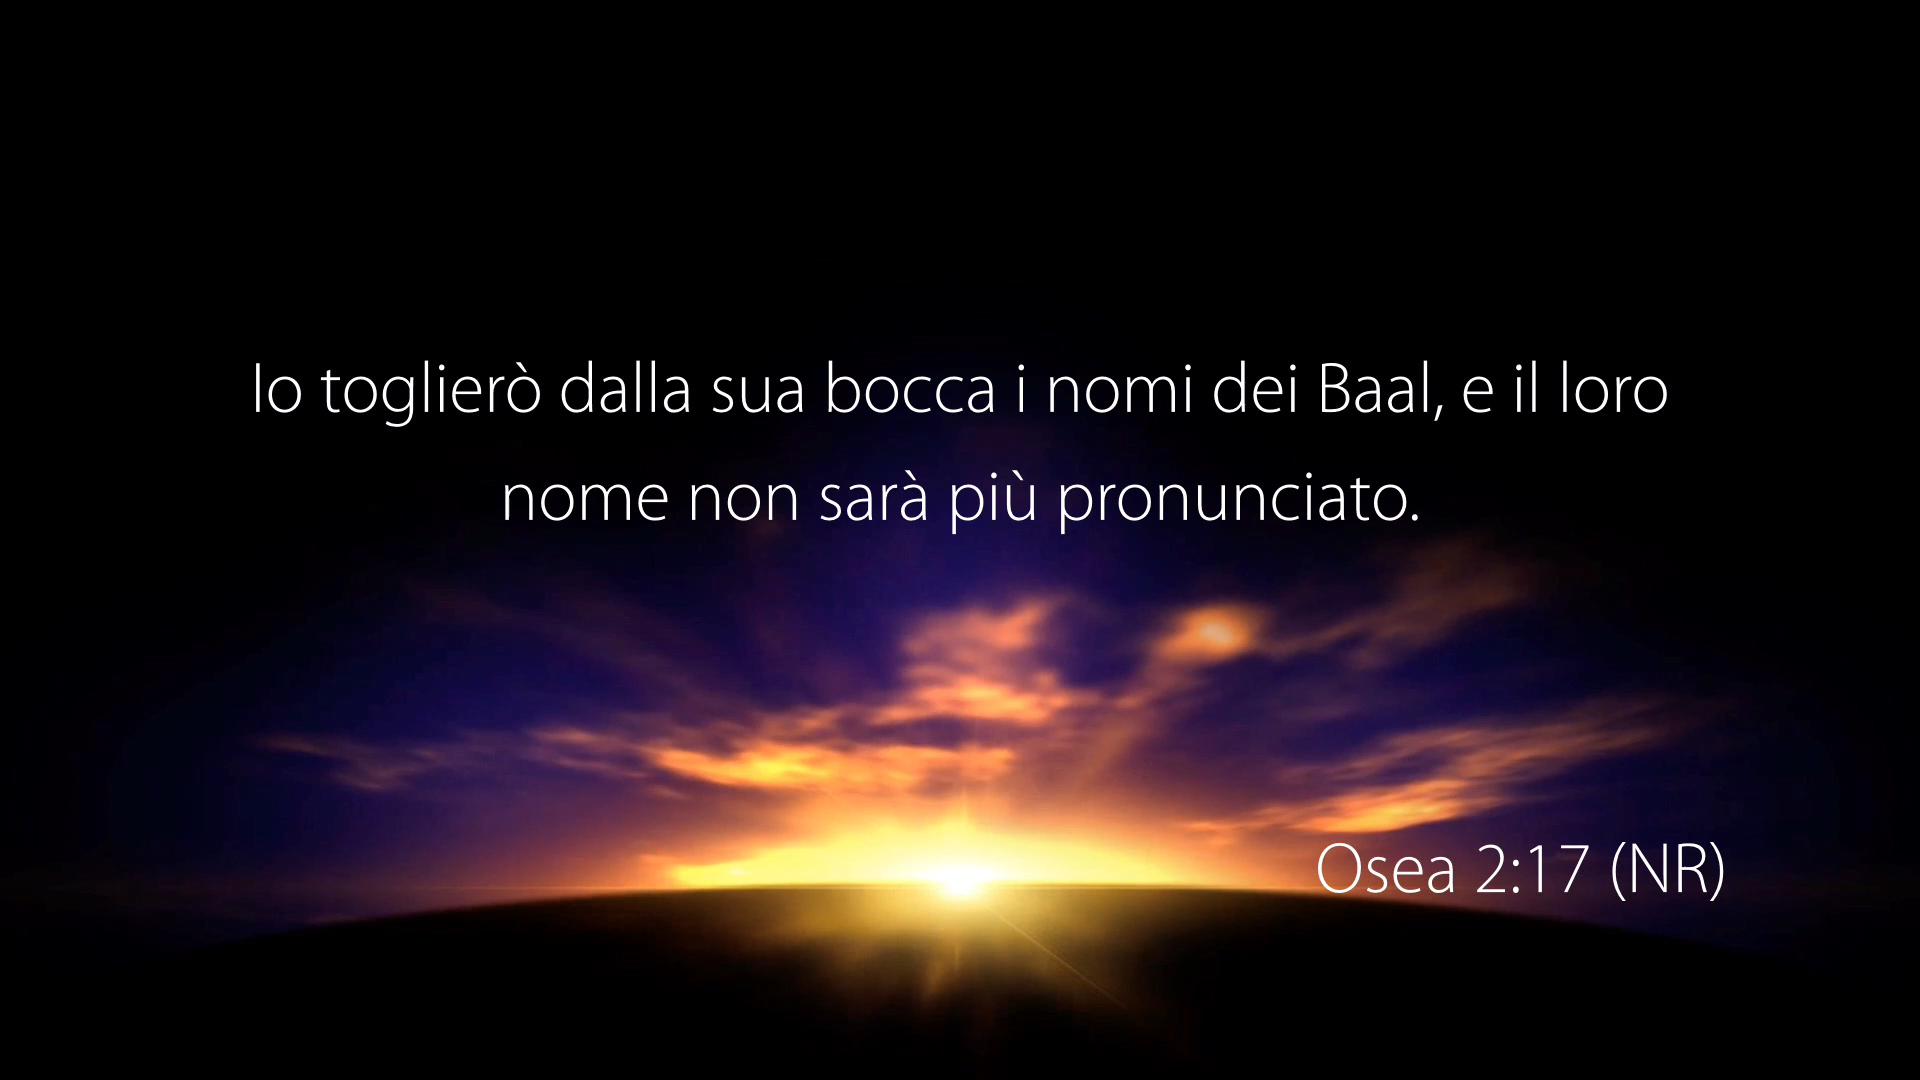 Io toglierò dalla sua bocca i nomi dei Baal, e il loro
nome non sarà più pronunciato.
Osea 2:17 (NR)